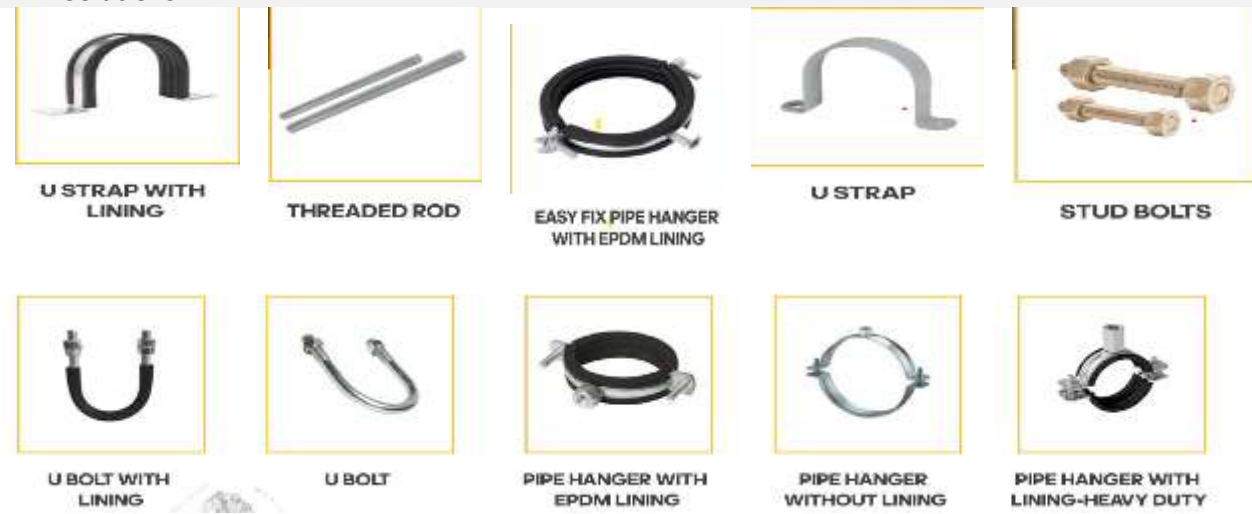 U STRAP WITH
LINING
THREADED ROD
EASY FIX PIPE HANGER
WITH EPDM LINING
U STRAP
STUD BOLTS
U BOLT WITH
LINING
U BOLT
PIPE HANGER WITH
EPDM LINING
PIPE HANGER
WITHOUT LINING
PIPE HANGER WITH
LINING-HEAVY DUTY